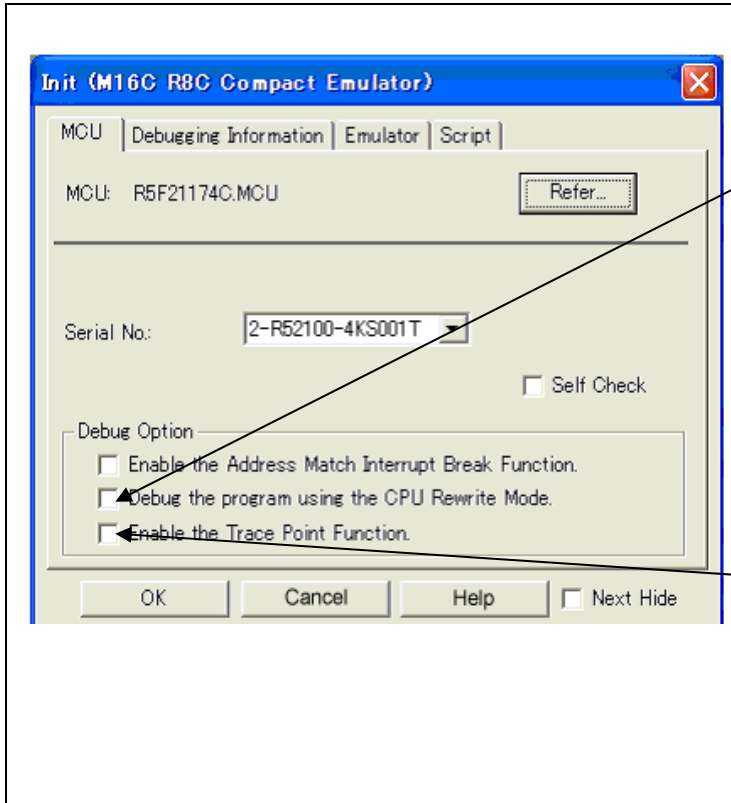 Init (M16C R8C Compact Emulator)
MCU Debugging Information Emulator Script
MCU: R5F21174C.MCU Refer...
Serial No.: 2-R52100-4KS001T
Self Check
Debug Option
Enable the Address Match Interrupt Break Function.
Debug the program using the CPU Rewrite Mode.
Enable the Trace Point Function.
OK Cancel Help Next Hide